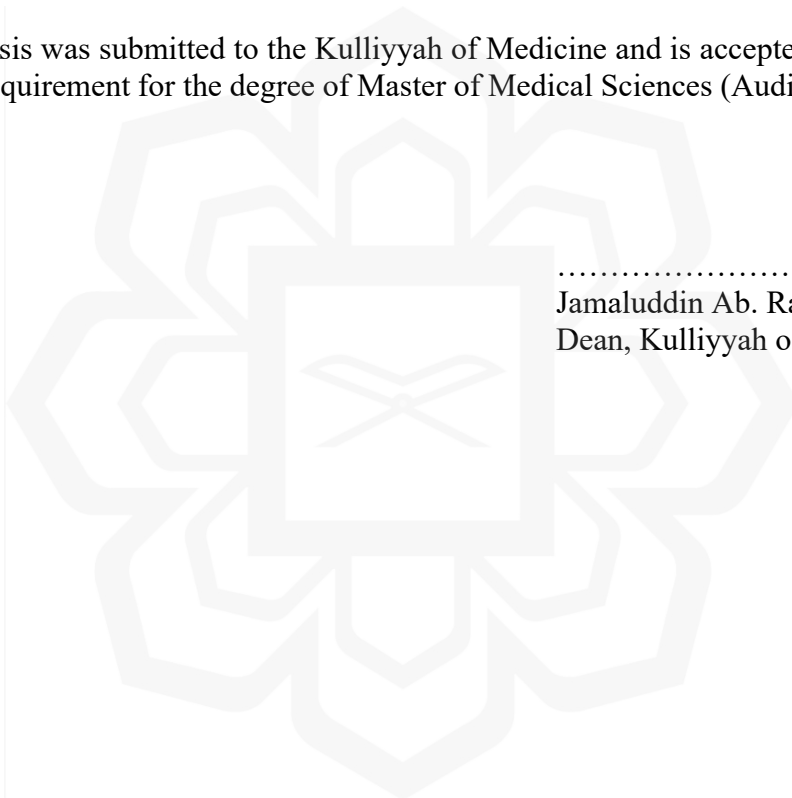 sis was submitted to the Kulliyyah of Medicine and is accepte
quirement for the degree of Master of Medical Sciences (Audi
......................
Jamaluddin Ab. Ra
Dean, Kulliyyah o